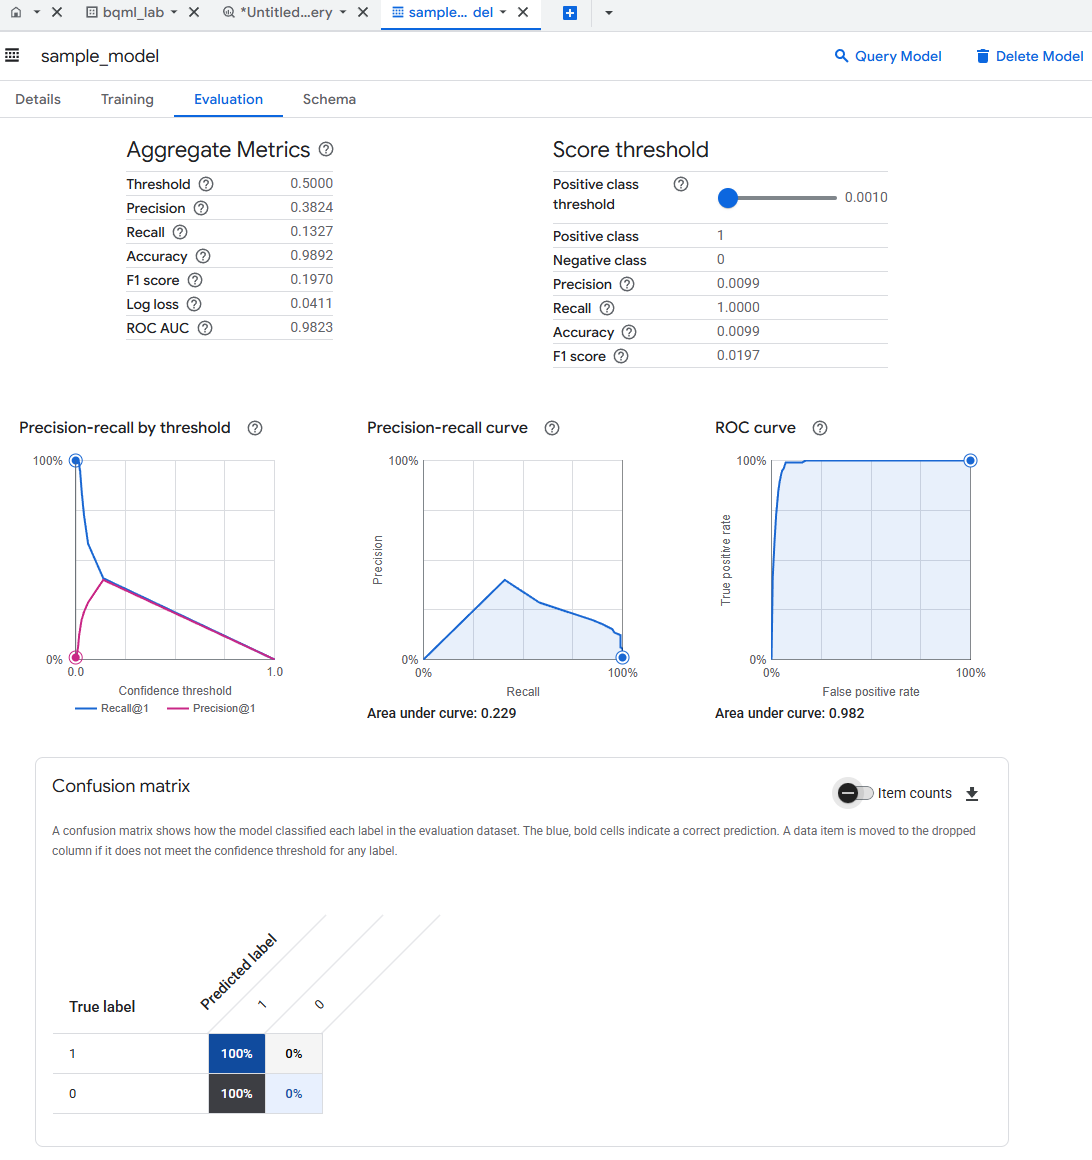 bqml_lab
*Untitled...ery
sample... del
sample_model
Query Model
Delete Model
Details
Training
Evaluation
Schema
Aggregate Metrics
Threshold 0.5000
Precision 0.3824
Recall 0.1327
Accuracy 0.9892
F1 score 0.1970
Log loss 0.0411
ROC AUC 0.9823
Score threshold
Positive class threshold 0.0010
Positive class 1
Negative class 0
Precision 0.0099
Recall 1.0000
Accuracy 0.0099
F1 score 0.0197
Precision-recall by threshold
100%
0%
0.0 1.0
Confidence threshold
Recall@1 Precision@1
Precision-recall curve
100%
Precision
0%
0% 100%
Recall
Area under curve: 0.229
ROC curve
100%
True positive rate
0%
0% 100%
False positive rate
Area under curve: 0.982
Confusion matrix
Item counts
A confusion matrix shows how the model classified each label in the evaluation dataset. The blue, bold cells indicate a correct prediction. A data item is moved to the dropped
column if it does not meet the confidence threshold for any label.
Predicted label
True label 1 0
1 100% 0%
0 100% 0%